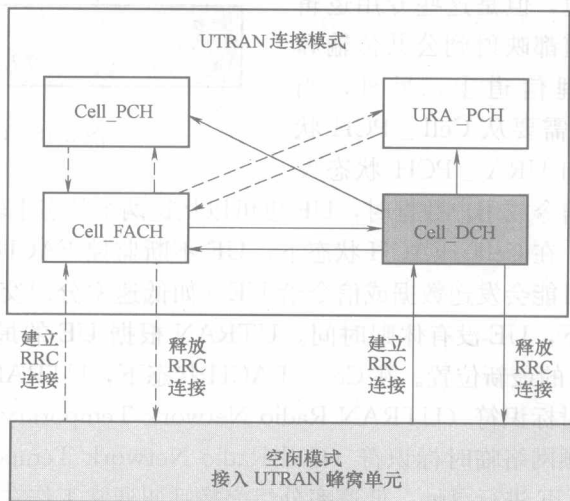 UTRAN 连接模式
Cell_PCH
URA_PCH
Cell_FACH
Cell_DCH
建立
RRC
连接
释放
RRC
连接
建立
RRC
连接
释放
RRC
连接
空闲模式
接入 UTRAN 蜂窝单元